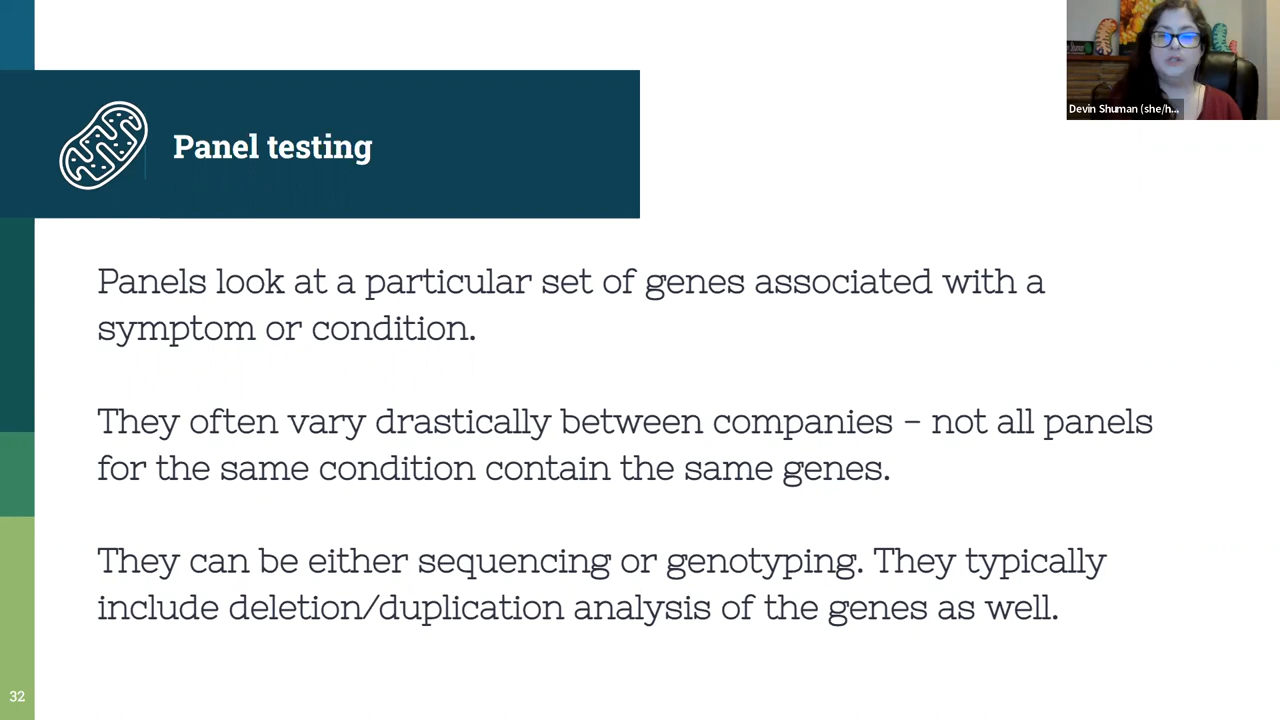 Panel testing
Devin Shuman (she/h...
Panels look at a particular set of genes associated with a
symptom or condition.
They often vary drastically between companies – not all panels
for the same condition contain the same genes.
They can be either sequencing or genotyping. They typically
include deletion/duplication analysis of the genes as well.
32